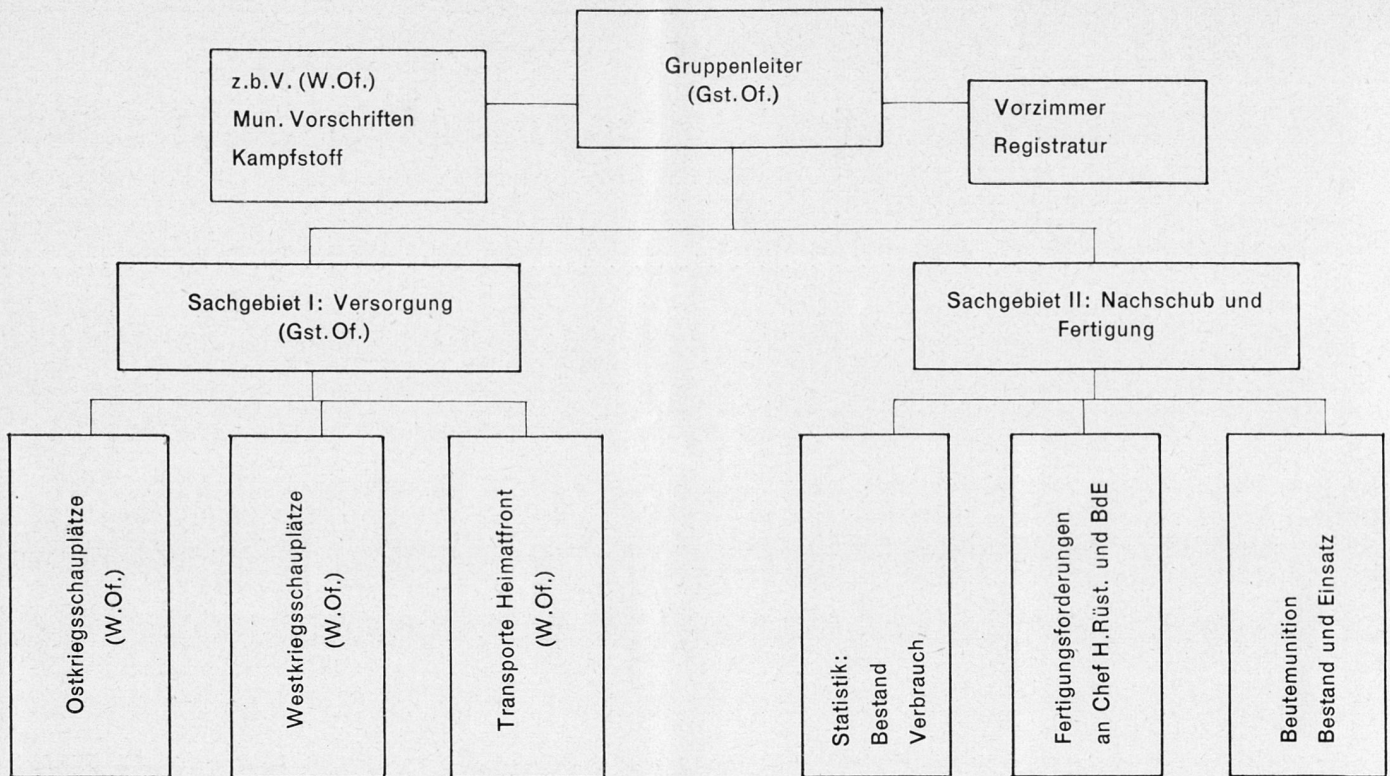 Gruppenleiter
(Gst.Of.)
z.b.V. (W.Of.)
Mun. Vorschriften
Kampfstoff
Vorzimmer
Registratur
Sachgebiet I: Versorgung
(Gst.Of.)
Sachgebiet II: Nachschub und
Fertigung
Ostkriegsschauplätze
(W.Of.)
Westkriegsschauplätze
(W.Of.)
Transporte Heimatfront
(W.Of.)
Statistik:
Bestand
Verbrauch
Fertigungsforderungen
an Chef H.Rüst. und BdE
Beutemunition
Bestand und Einsatz